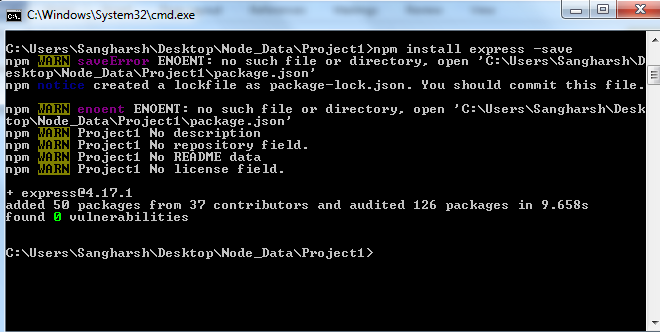 C:\Windows\System32\cmd.exe
C:\Users\Sangharsh\Desktop\Node_Data\Project1>npm install express -save
npm WARN saveError ENOENT: no such file or directory, open 'C:\Users\Sangharsh\D
esktop\Node_Data\Project1\package.json'
npm notice created a lockfile as package-lock.json. You should commit this file.
npm WARN enoent ENOENT: no such file or directory, open 'C:\Users\Sangharsh\Desk
top\Node_Data\Project1\package.json'
npm WARN Project1 No description
npm WARN Project1 No repository field.
npm WARN Project1 No README data
npm WARN Project1 No license field.
+ express@4.17.1
added 50 packages from 37 contributors and audited 126 packages in 9.658s
found 0 vulnerabilities
C:\Users\Sangharsh\Desktop\Node_Data\Project1>